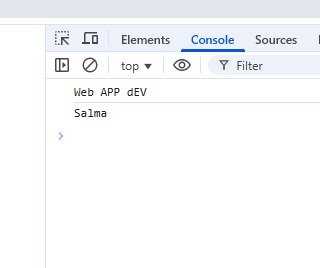 Elements Console Sources
top Filter
Web APP dEV
Salma